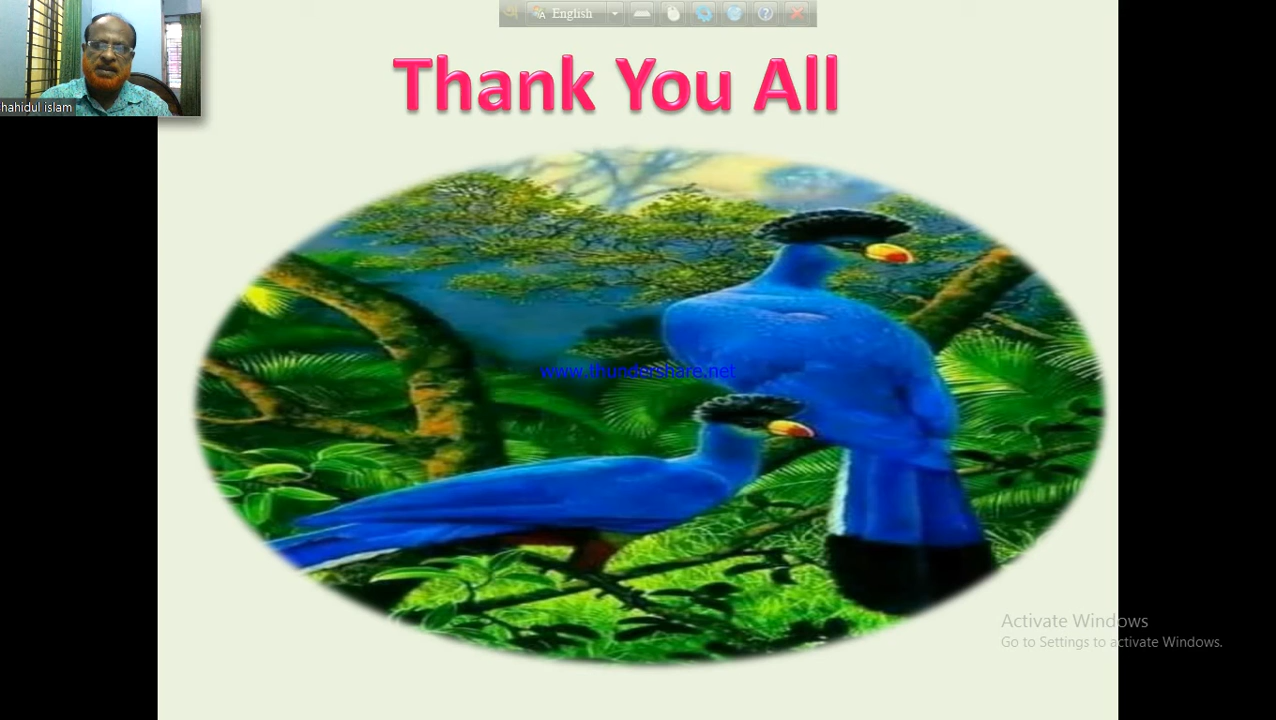 English
Thank You All
hahidul islam
www.thundershare.net
Activate Windows
Go to Settings to activate Windows.